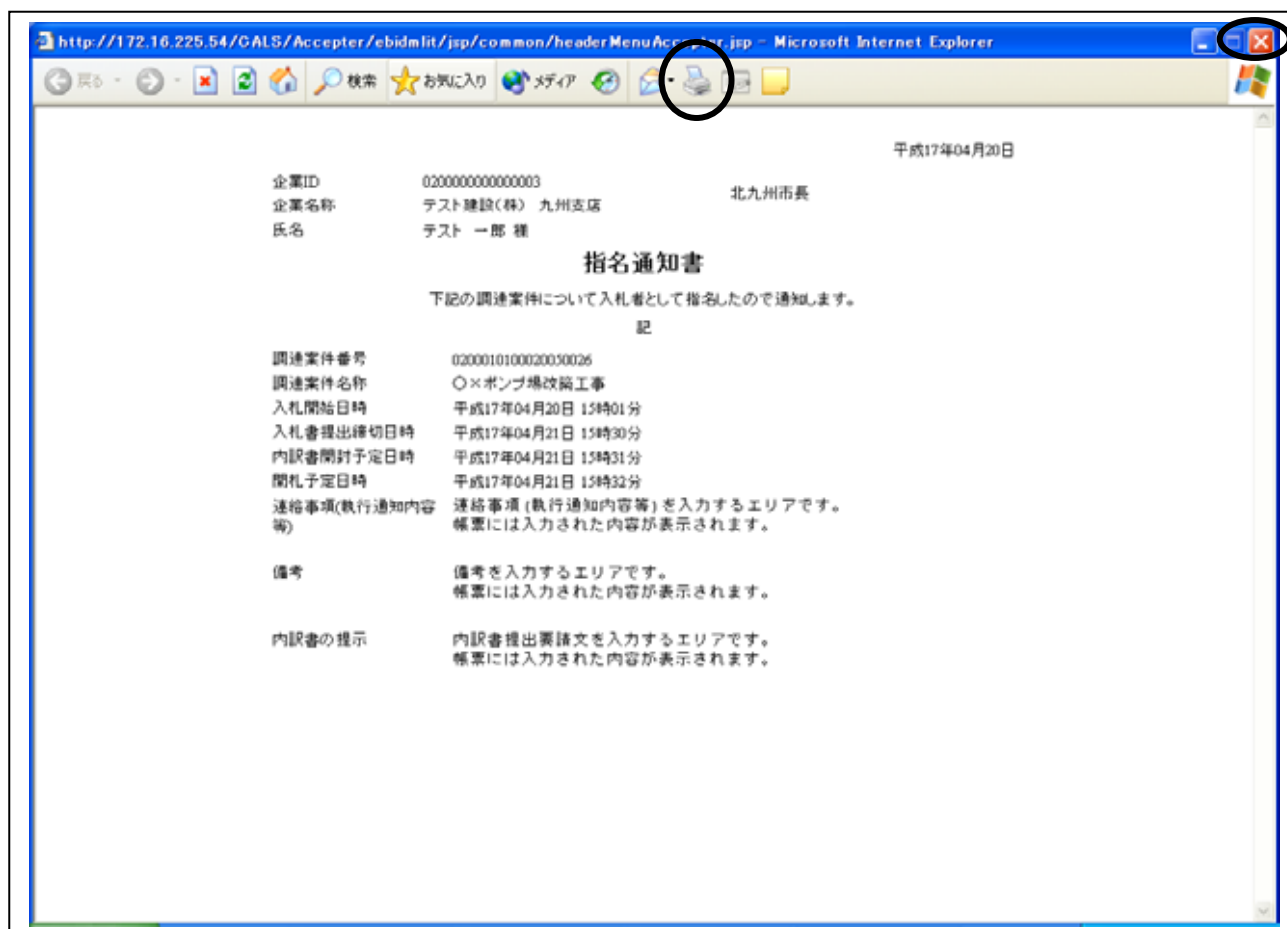 http://172.16.225.54/CALS/Accepter/ebidmlit/jsp/common/headerMenuAccepter.jsp - Microsoft Internet Explorer
戻る 検索 お気に入り メディア
平成17年04月20日
企業ID 0200000000000003
北九州市長
企業名称 テスト建設(株) 九州支店
氏名 テスト 一郎 様
指名通知書
下記の調達案件について入札者として指名したので通知します。
記
調達案件番号 0200010100020050026
調達案件名称 〇×ポンプ場改築工事
入札開始日時 平成17年04月20日 15時01分
入札書提出締切日時 平成17年04月21日 15時30分
内訳書開封予定日時 平成17年04月21日 15時31分
開札予定日時 平成17年04月21日 15時32分
連絡事項(執行通知内容 連絡事項(執行通知内容等)を入力するエリアです。
等) 帳票には入力された内容が表示されます。
備考 備考を入力するエリアです。
帳票には入力された内容が表示されます。
内訳書の提示 内訳書提出要請文を入力するエリアです。
帳票には入力された内容が表示されます。